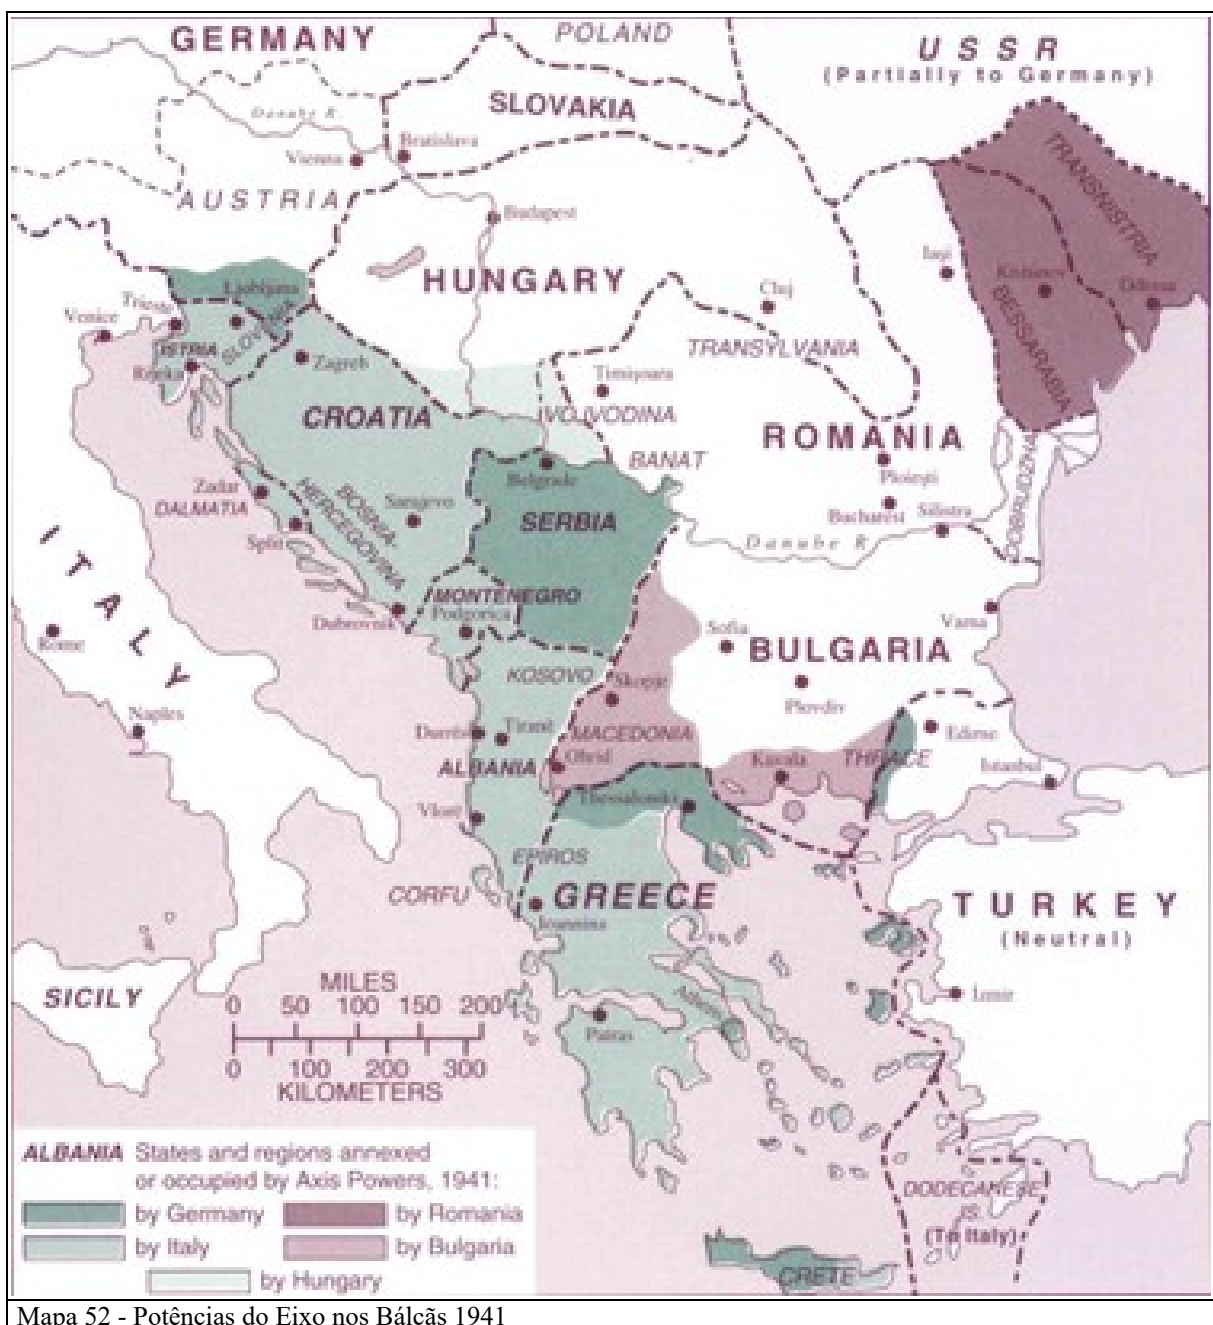 GERMANY
POLAND
USSR
(Partially to Germany)
SLOVAKIA
Danube R.
Bratislava
Vienna
AUSTRIA
Budapest
TRANSNISTRIA
Iași
Kishinev
Odessa
HUNGARY
Cluj
Ljubljana
Trieste
Venice
SLOVENIA
ISTRIA
Rijeka
Zagreb
TRANSYLVANIA
BESSARABIA
Timișoara
CROATIA
VOJVODINA
ROMANIA
BANAT
Ploiești
Belgrade
Zadar
DALMATIA
BOSNIA-
HERCEGOVINA
Sarajevo
SERBIA
Bucharest
Silistra
DOBRUDZHA
Split
Danube R
ITALY
MONTENEGRO
Podgorica
Dubrovnik
Varna
Rome
Sofia
BULGARIA
KOSOVO
Skopje
Plovdiv
Naples
Durrës
Tiranë
MACEDONIA
Edirne
ALBANIA
Ohrid
Kavala
THRACE
Istanbul
Thessaloniki
Vlorë
EPIROS
CORFU
GREECE
Ioannina
TURKEY
(Neutral)
SICILY
MILES
0 50 100 150 200
0 100 200 300
KILOMETERS
Athens
Izmir
Patras
ALBANIA States and regions annexed
or occupied by Axis Powers, 1941:
by Germany by Romania
by Italy by Bulgaria
by Hungary
DODECANESE
IS.
(To Italy)
CRETE
Mapa 52 - Potências do Eixo nos Bálcãs 1941